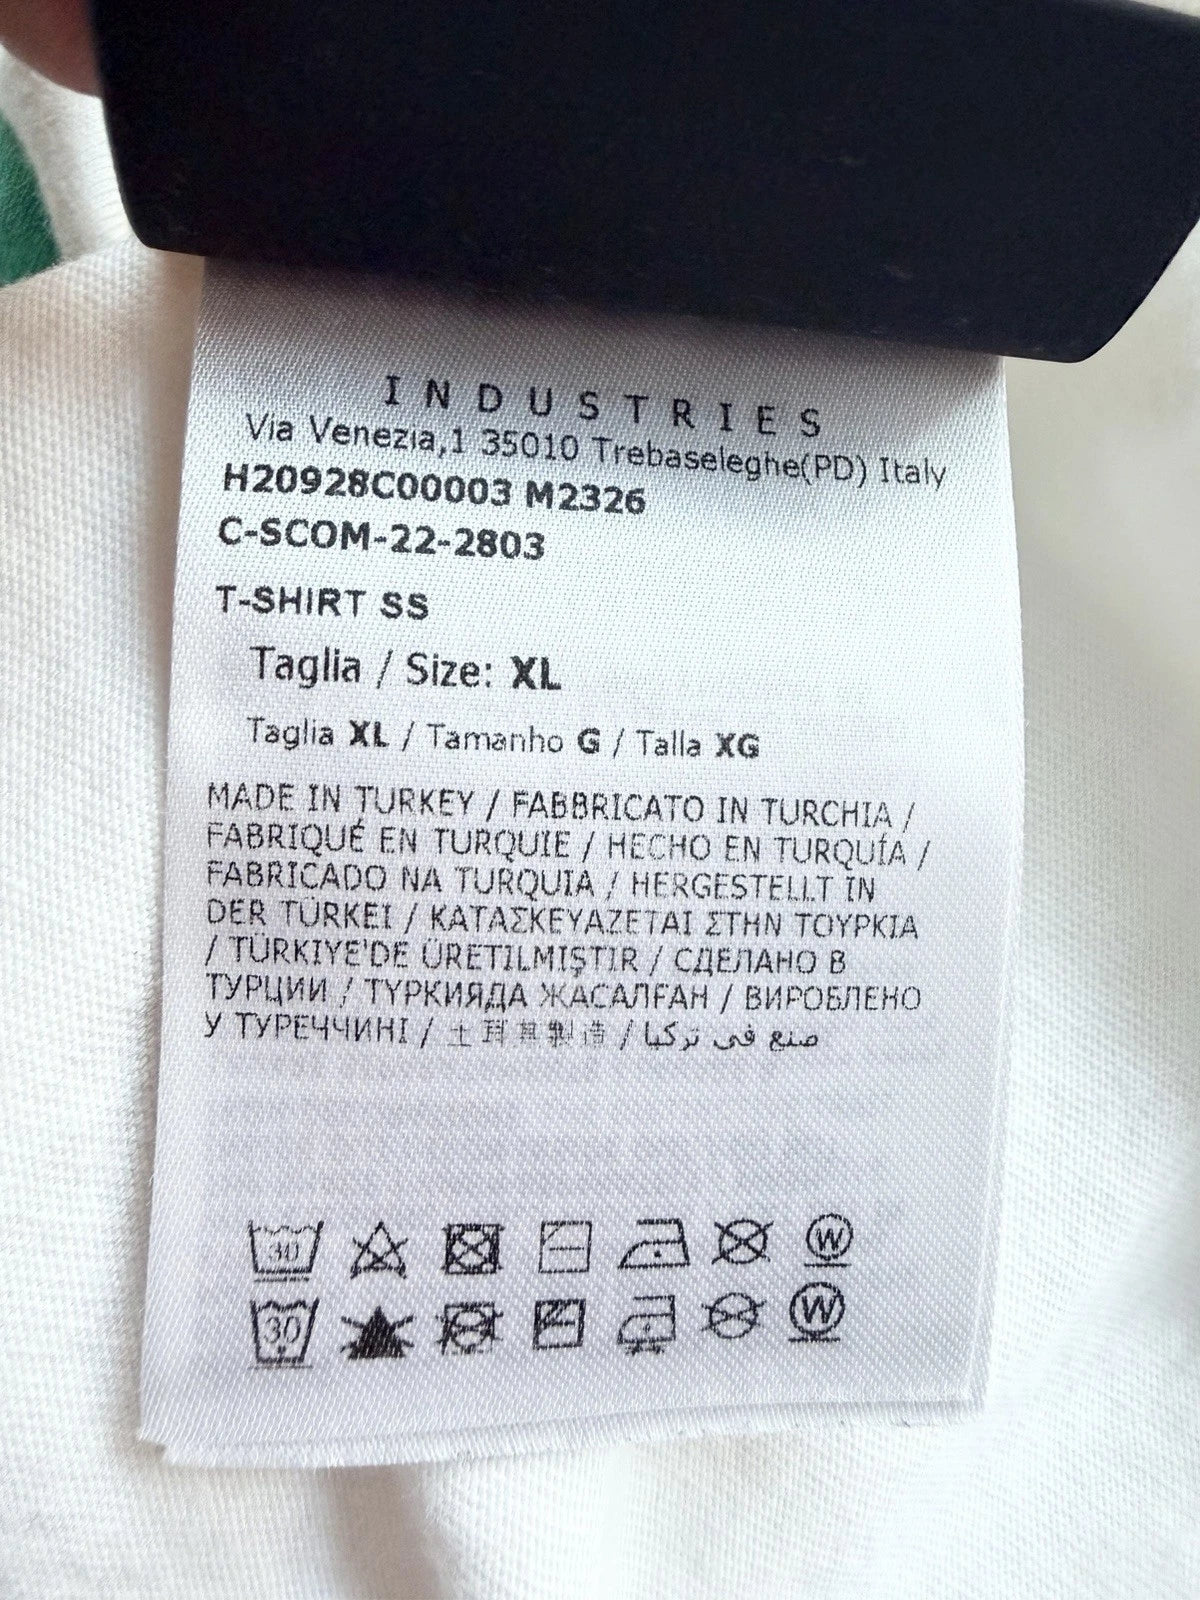 INDUSTRIES
Via Venezia,1 35010 Trebaseleghe(PD) Italy
H20928C00003 M2326
C-SCOM-22-2803
T-SHIRT SS
Taglia / Size: XL
Taglia XL / Tamanho G / Talla XG
MADE IN TURKEY / FABBRICATO IN TURCHIA /
FABRIQUÉ EN TURQUIE / HECHO EN TURQUÍA /
FABRICADO NA TURQUIA / HERGESTELLT IN
DER TÜRKEI / ΚΑΤΑΣΚΕΥΑΖΕΤΑΙ ΣΤΗΝ ΤΟΥΡΚΙΑ
/ TÜRKIYE'DE ÜRETILMIŞTIR / СДЕЛАНО В
ТУРЦИИ / ТҮРКИЯДА ЖАСАЛҒАН / ВИРОБЛЕНО
У ТУРЕЧЧИНІ / 土耳其製造 / صنع في تركيا
30 W
30 W